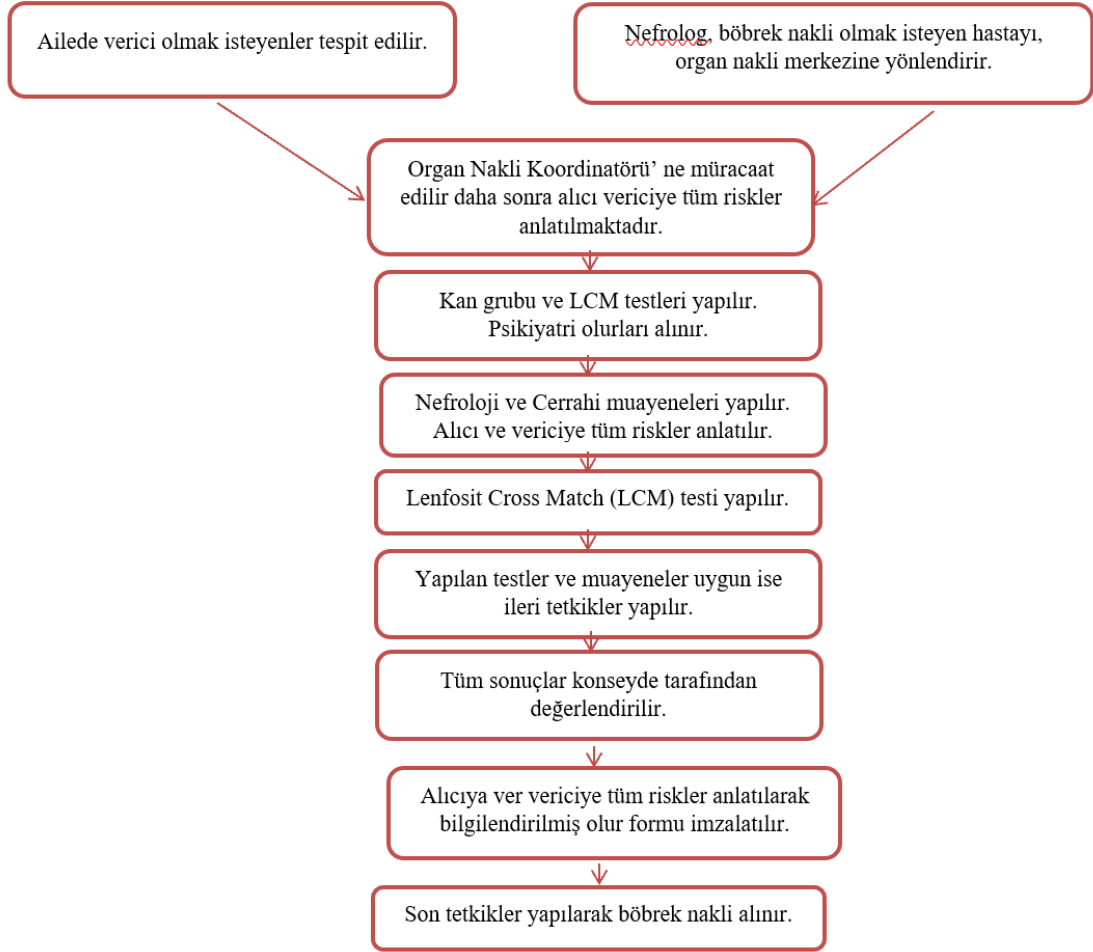 Ailede verici olmak isteyenler tespit edilir.
Nefrolog, böbrek nakli olmak isteyen hastayı,
organ nakli merkezine yönlendirir.
Organ Nakli Koordinatörü’ ne müracaat
edilir daha sonra alıcı vericiye tüm riskler
anlatılmaktadır.
Kan grubu ve LCM testleri yapılır.
Psikiyatri olurları alınır.
Nefroloji ve Cerrahi muayeneleri yapılır.
Alıcı ve vericiye tüm riskler anlatılır.
Lenfosit Cross Match (LCM) testi yapılır.
Yapılan testler ve muayeneler uygun ise
ileri tetkikler yapılır.
Tüm sonuçlar konseyde tarafından
değerlendirilir.
Alıcıya ver vericiye tüm riskler anlatılarak
bilgilendirilmiş olur formu imzalatılır.
Son tetkikler yapılarak böbrek nakli alınır.